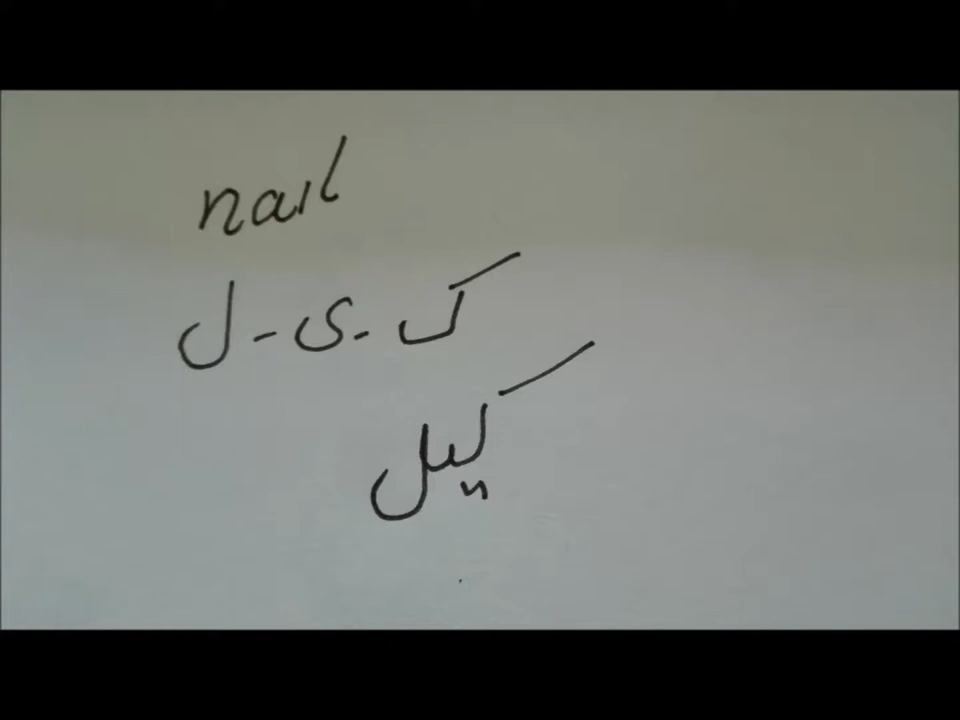 nail
ک - ی - ل
کیل